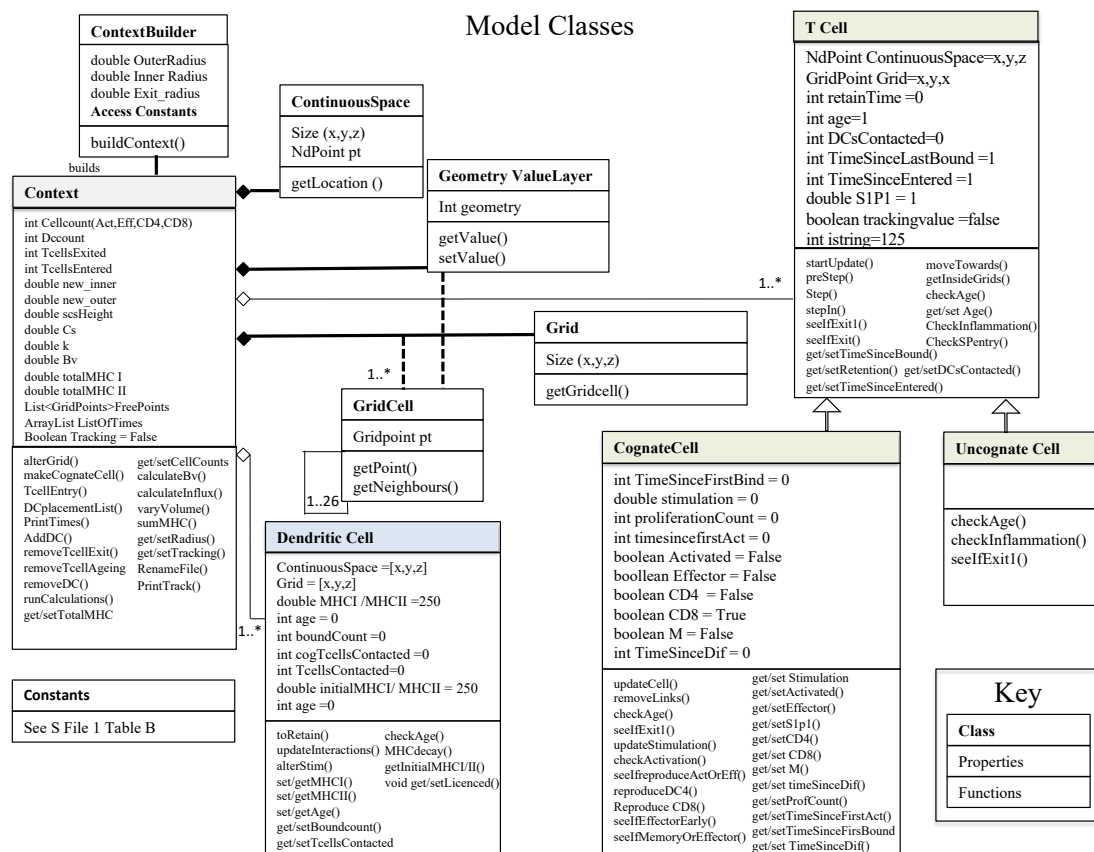 Model Classes
ContextBuilder
double OuterRadius
double Inner Radius
double Exit_radius
Access Constants
buildContext()
builds
ContinuousSpace
Size (x,y,z)
NdPoint pt
getLocation ()
Geometry ValueLayer
Int geometry
getValue()
setValue()
Context
int Cellcount(Act,Eff,CD4,CD8)
int Dccount
int TcellsExited
int TcellsEntered
double new_inner
double new_outer
double scsHeight
double Cs
double k
double Bv
double totalMHC I
double totalMHC II
List<GridPoints>FreePoints
ArrayList ListOfTimes
Boolean Tracking = False
alterGrid()
makeCognateCell()
TcellEntry()
DCplacementList()
PrintTimes()
AddDC()
removeTcellExit()
removeTcellAgeing
removeDC()
runCalculations()
get/setTotalMHC
get/setCellCounts
calculateBv()
calculateInflux()
varyVolume()
sumMHC()
get/setRadius()
get/setTracking()
RenameFile()
PrintTrack()
1..*
1..*
1..*
1..26
Grid
Size (x,y,z)
getGridcell()
GridCell
Gridpoint pt
getPoint()
getNeighbours()
T Cell
NdPoint ContinuousSpace=x,y,z
GridPoint Grid=x,y,x
int retainTime =0
int age=1
int DCsContacted=0
int TimeSinceLastBound =1
int TimeSinceEntered =1
double S1P1 = 1
boolean trackingvalue =false
int istring=125
startUpdate()
preStep()
Step()
stepIn()
seeIfExit1()
seeIfExit()
get/setTimeSinceBound()
get/setRetention() get/setDCsContacted()
get/setTimeSinceEntered()
moveTowards()
getInsideGrids()
checkAge()
get/set Age()
CheckInflammation()
CheckSPentry()
Dendritic Cell
ContinuousSpace =[x,y,z]
Grid = [x,y,z]
double MHCI /MHCII =250
int age = 0
int boundCount =0
int cogTcellsContacted =0
int TcellsContacted=0
double initialMHCI/ MHCII = 250
int age =0
toRetain()
updateInteractions()
alterStim()
set/getMHCI()
set/getMHCII()
set/getAge()
get/setBoundcount()
get/setTcellsContacted
checkAge()
MHCdecay()
getInitialMHCI/II()
void get/setLicenced()
CognateCell
int TimeSinceFirstBind = 0
double stimulation = 0
int proliferationCount = 0
int timesincefirstAct = 0
boolean Activated = False
boollean Effector = False
boolean CD4  = False
boolean CD8 = True
boolean M = False
int TimeSinceDif = 0
updateCell()
removeLinks()
checkAge()
seeIfExit1()
updateStimulation()
checkActivation()
seeIfreproduceActOrEff()
reproduceDC4()
Reproduce CD8()
seeIfEffectorEarly()
seeIfMemoryOrEffector()
get/set Stimulation
get/setActivated()
get/setEffector()
get/setS1p1()
get/setCD4()
get/set CD8()
get/set M()
get/set timeSinceDif()
get/setProfCount()
get/setTimeSinceFirstAct()
get/setTimeSinceFirsBound
get/set TimeSinceDif()
Uncognate Cell
checkAge()
checkInflammation()
seeIfExit1()
Constants
See S File 1 Table B
Key
Class
Properties
Functions